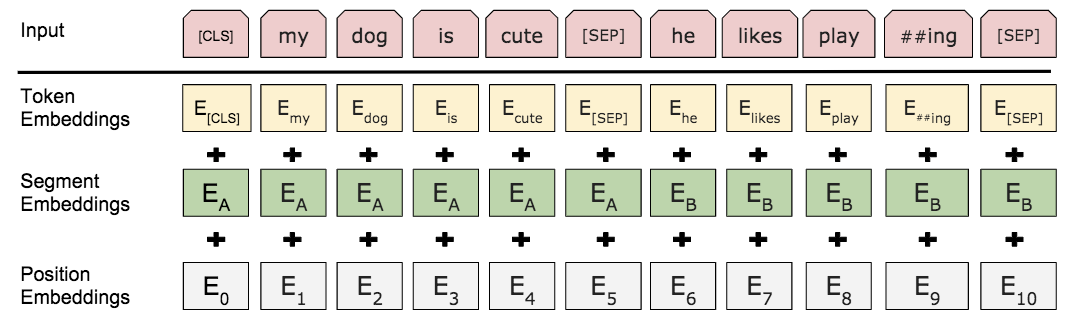 Input [CLS] my dog is cute [SEP] he likes play ##ing [SEP]
Token Embeddings E[CLS] Emy Edog Eis Ecute E[SEP] Ehe Elikes Eplay E##ing E[SEP]
+ + + + + + + + + + +
Segment Embeddings EA EA EA EA EA EA EB EB EB EB EB
+ + + + + + + + + + +
Position Embeddings E0 E1 E2 E3 E4 E5 E6 E7 E8 E9 E10